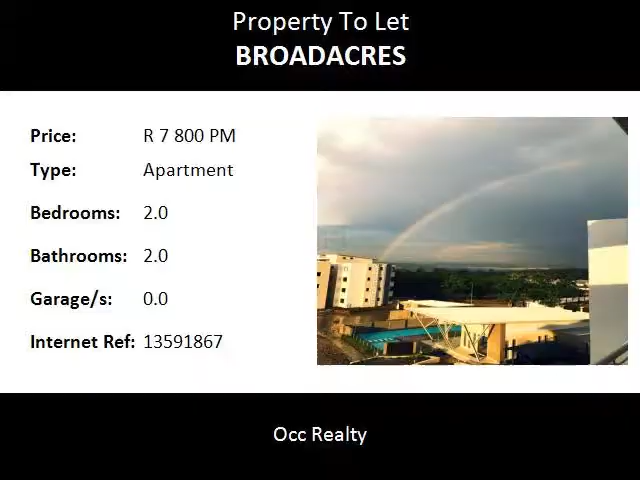 Property To Let
BROADACRES
Price: R 7 800 PM
Type: Apartment
Bedrooms: 2.0
Bathrooms: 2.0
Garage/s: 0.0
Internet Ref: 13591867
Occ Realty